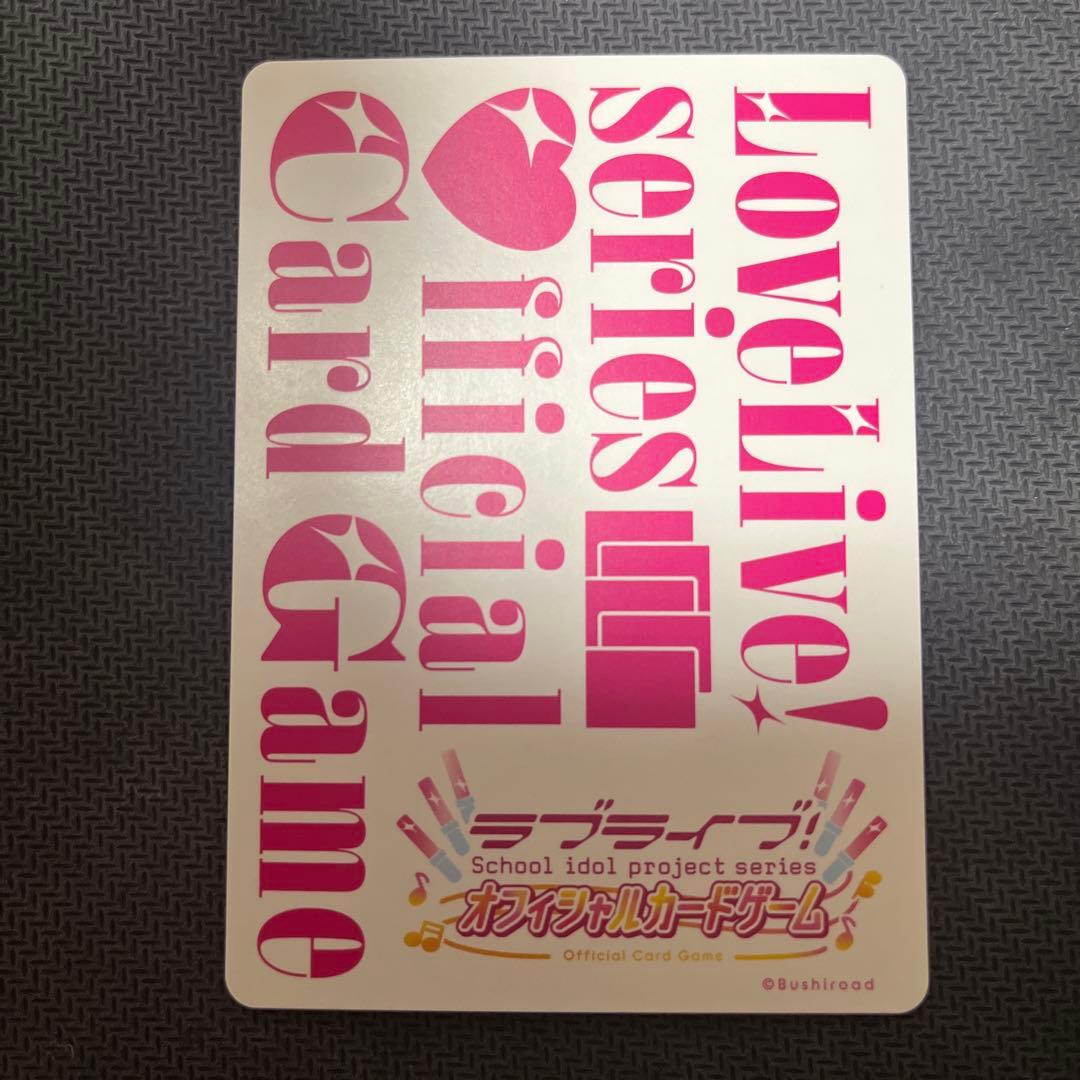 LoveLive!
series
Official
Card Game
ラブライブ!
School idol project series
オフィシャルカードゲーム
Official Card Game
©Bushiroad